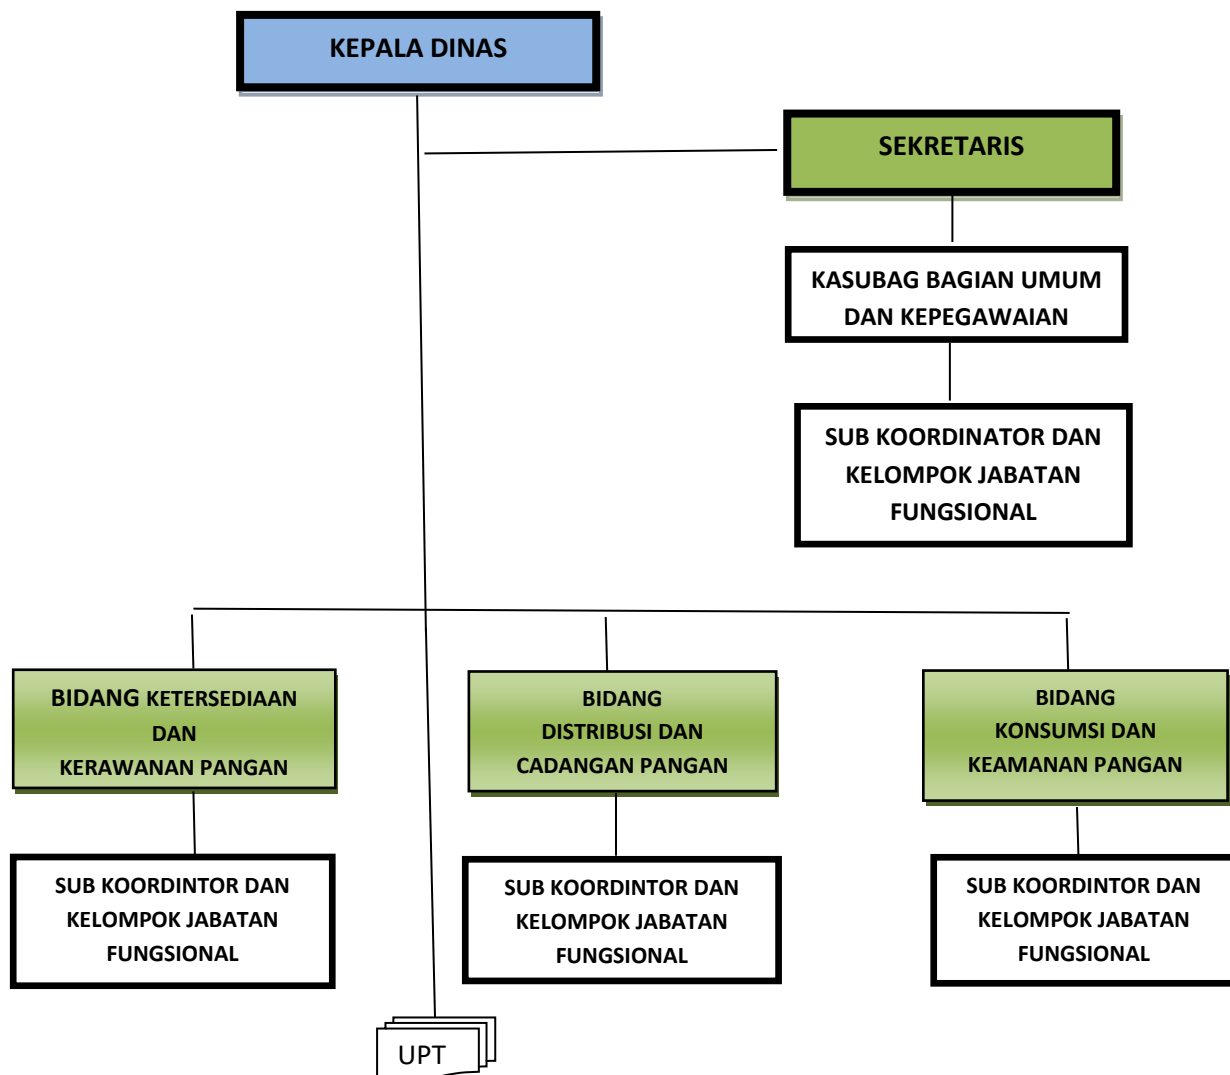 KEPALA DINAS
SEKRETARIS
KASUBAG BAGIAN UMUM
DAN KEPEGAWAIAN
SUB KOORDINATOR DAN
KELOMPOK JABATAN
FUNGSIONAL
BIDANG KETERSEDIAAN
DAN
KERAWANAN PANGAN
BIDANG
DISTRIBUSI DAN
CADANGAN PANGAN
BIDANG
KONSUMSI DAN
KEAMANAN PANGAN
SUB KOORDINTOR DAN
KELOMPOK JABATAN
FUNGSIONAL
SUB KOORDINTOR DAN
KELOMPOK JABATAN
FUNGSIONAL
SUB KOORDINTOR DAN
KELOMPOK JABATAN
FUNGSIONAL
UPT